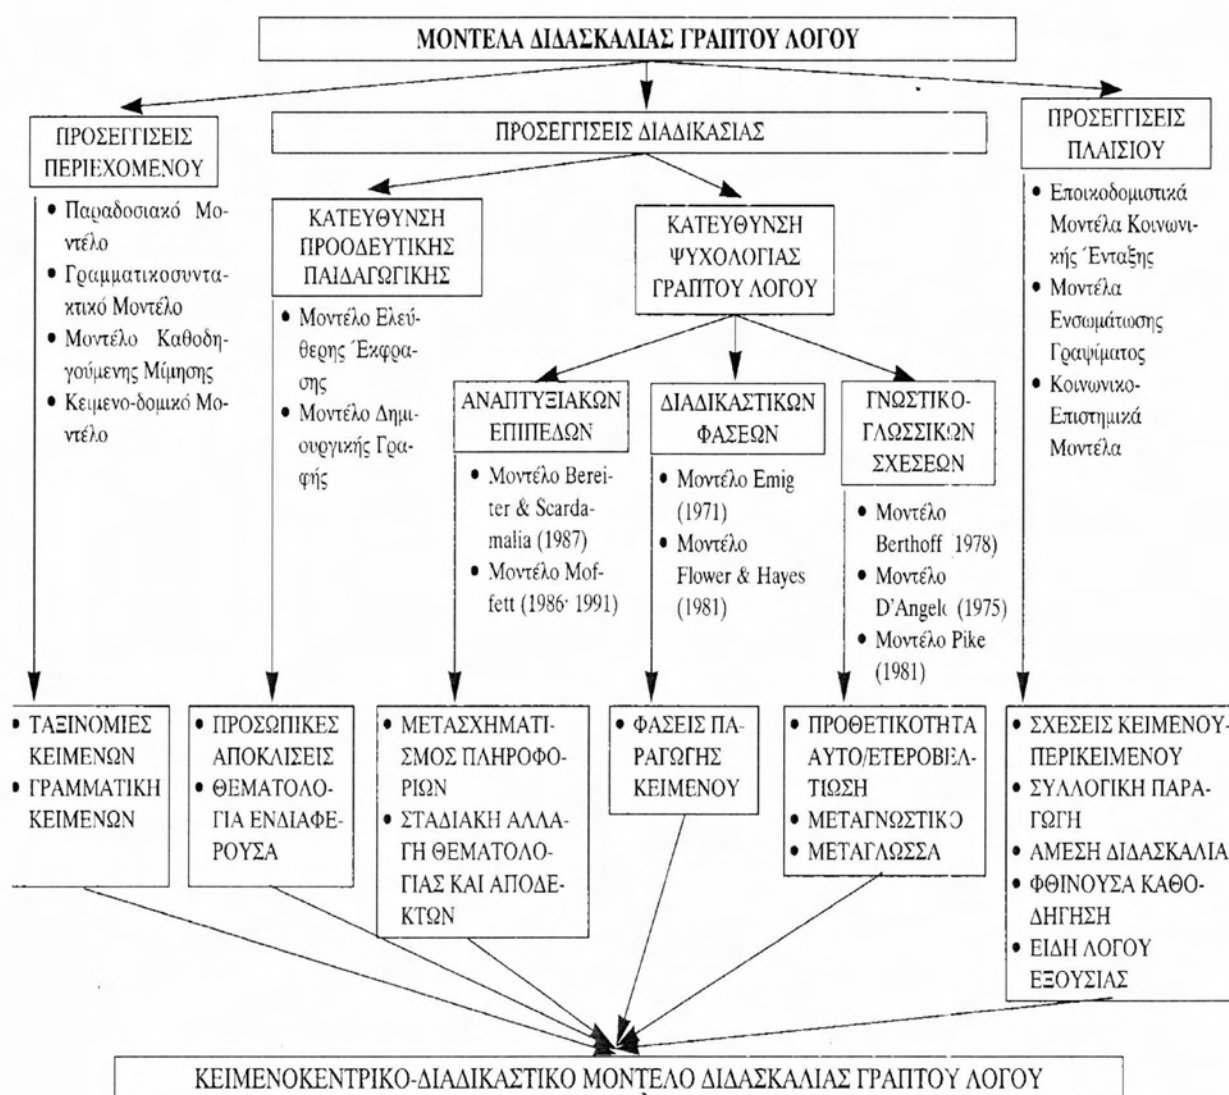 ΜΟΝΤΕΛΑ ΔΙΔΑΣΚΑΛΙΑΣ ΓΡΑΠΤΟΥ ΛΟΓΟΥ
ΠΡΟΣΕΓΓΙΣΕΙΣ
ΠΕΡΙΕΧΟΜΕΝΟΥ
• Παραδοσιακό Μο-
ντέλο
• Γραμματικοσυντα-
κτικό Μοντέλο
• Μοντέλο Καθοδη-
γούμενης Μίμησης
• Κειμενο-δομικό Μο-
ντέλο
ΠΡΟΣΕΓΓΙΣΕΙΣ ΔΙΑΔΙΚΑΣΙΑΣ
ΚΑΤΕΥΘΥΝΣΗ
ΠΡΟΟΔΕΥΤΙΚΗΣ
ΠΑΙΔΑΓΩΓΙΚΗΣ
• Μοντέλο Ελεύ-
θερης Έκφρα-
σης
• Μοντέλο Δημι-
ουργικής Γρα-
φής
ΚΑΤΕΥΘΥΝΣΗ
ΨΥΧΟΛΟΓΙΑΣ
ΓΡΑΠΤΟΥ ΛΟΓΟΥ
ΑΝΑΠΤΥΞΙΑΚΩΝ
ΕΠΙΠΕΔΩΝ
• Μοντέλο Berei-
ter & Scarda-
malia (1987)
• Μοντέλο Mof-
fett (1986· 1991)
ΔΙΑΔΙΚΑΣΤΙΚΩΝ
ΦΑΣΕΩΝ
• Μοντέλο Emig
(1971)
• Μοντέλο
Flower & Hayes
(1981)
ΓΝΩΣΤΙΚΟ-
ΓΛΩΣΣΙΚΩΝ
ΣΧΕΣΕΩΝ
• Μοντέλο
Berthoff 1978)
• Μοντέλο
D'Angelo (1975)
• Μοντέλο Pike
(1981)
ΠΡΟΣΕΓΓΙΣΕΙΣ
ΠΛΑΙΣΙΟΥ
• Εποικοδομιστικά
Μοντέλα Κοινωνι-
κής Ένταξης
• Μοντέλα
Ενσωμάτωσης
Γραψίματος
• Κοινωνικο-
Επιστημικά
Μοντέλα
• ΤΑΞΙΝΟΜΙΕΣ
ΚΕΙΜΕΝΩΝ
• ΓΡΑΜΜΑΤΙΚΗ
ΚΕΙΜΕΝΩΝ
• ΠΡΟΣΩΠΙΚΕΣ
ΑΠΟΚΛΙΣΕΙΣ
• ΘΕΜΑΤΟΛΟ-
ΓΙΑ ΕΝΔΙΑΦΕ-
ΡΟΥΣΑ
• ΜΕΤΑΣΧΗΜΑΤΙ-
ΣΜΟΣ ΠΛΗΡΟΦΟ-
ΡΙΩΝ
• ΣΤΑΔΙΑΚΗ ΑΛΛΑ-
ΓΗ ΘΕΜΑΤΟΛΟ-
ΓΙΑΣ ΚΑΙ ΑΠΟΔΕ-
ΚΤΩΝ
• ΦΑΣΕΙΣ ΠΑ-
ΡΑΓΩΓΗΣ
ΚΕΙΜΕΝΟΥ
• ΠΡΟΘΕΤΙΚΟΤΗΤΑ
ΑΥΤΟ/ΕΤΕΡΟΒΕΛ-
ΤΙΩΣΗ
• ΜΕΤΑΓΝΩΣΤΙΚΟ
• ΜΕΤΑΓΛΩΣΣΑ
• ΣΧΕΣΕΙΣ ΚΕΙΜΕΝΟΥ-
ΠΕΡΙΚΕΙΜΕΝΟΥ
• ΣΥΛΛΟΓΙΚΗ ΠΑΡΑ-
ΓΩΓΗ
• ΑΜΕΣΗ ΔΙΔΑΣΚΑΛΙΑ
• ΦΘΙΝΟΥΣΑ ΚΑΘΟ-
ΔΗΓΗΣΗ
• ΕΙΔΗ ΛΟΓΟΥ
ΕΞΟΥΣΙΑΣ
ΚΕΙΜΕΝΟΚΕΝΤΡΙΚΟ-ΔΙΑΔΙΚΑΣΤΙΚΟ ΜΟΝΤΕΛΟ ΔΙΔΑΣΚΑΛΙΑΣ ΓΡΑΠΤΟΥ ΛΟΓΟΥ